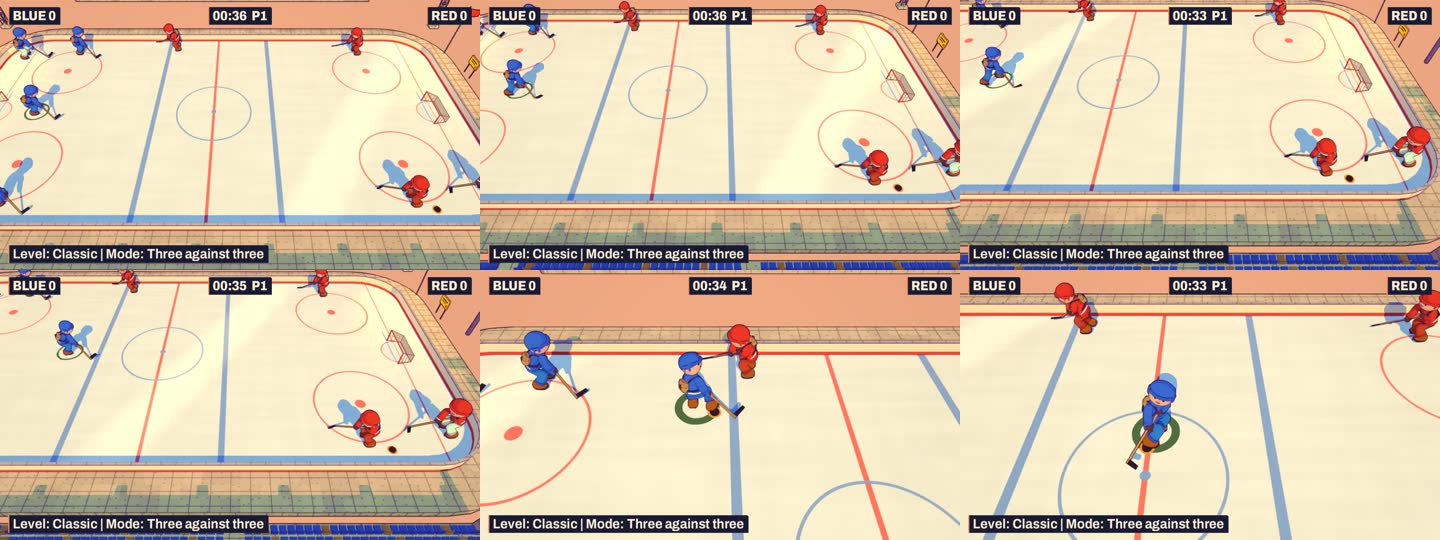 BLUE 0 00:36 P1 RED 0
Level: Classic | Mode: Three against three
BLUE 0 00:36 P1 RED 0
Level: Classic | Mode: Three against three
BLUE 0 00:33 P1 RED 0
Level: Classic | Mode: Three against three
BLUE 0 00:35 P1 RED 0
Level: Classic | Mode: Three against three
BLUE 0 00:34 P1 RED 0
Level: Classic | Mode: Three against three
BLUE 0 00:33 P1 RED 0
Level: Classic | Mode: Three against three